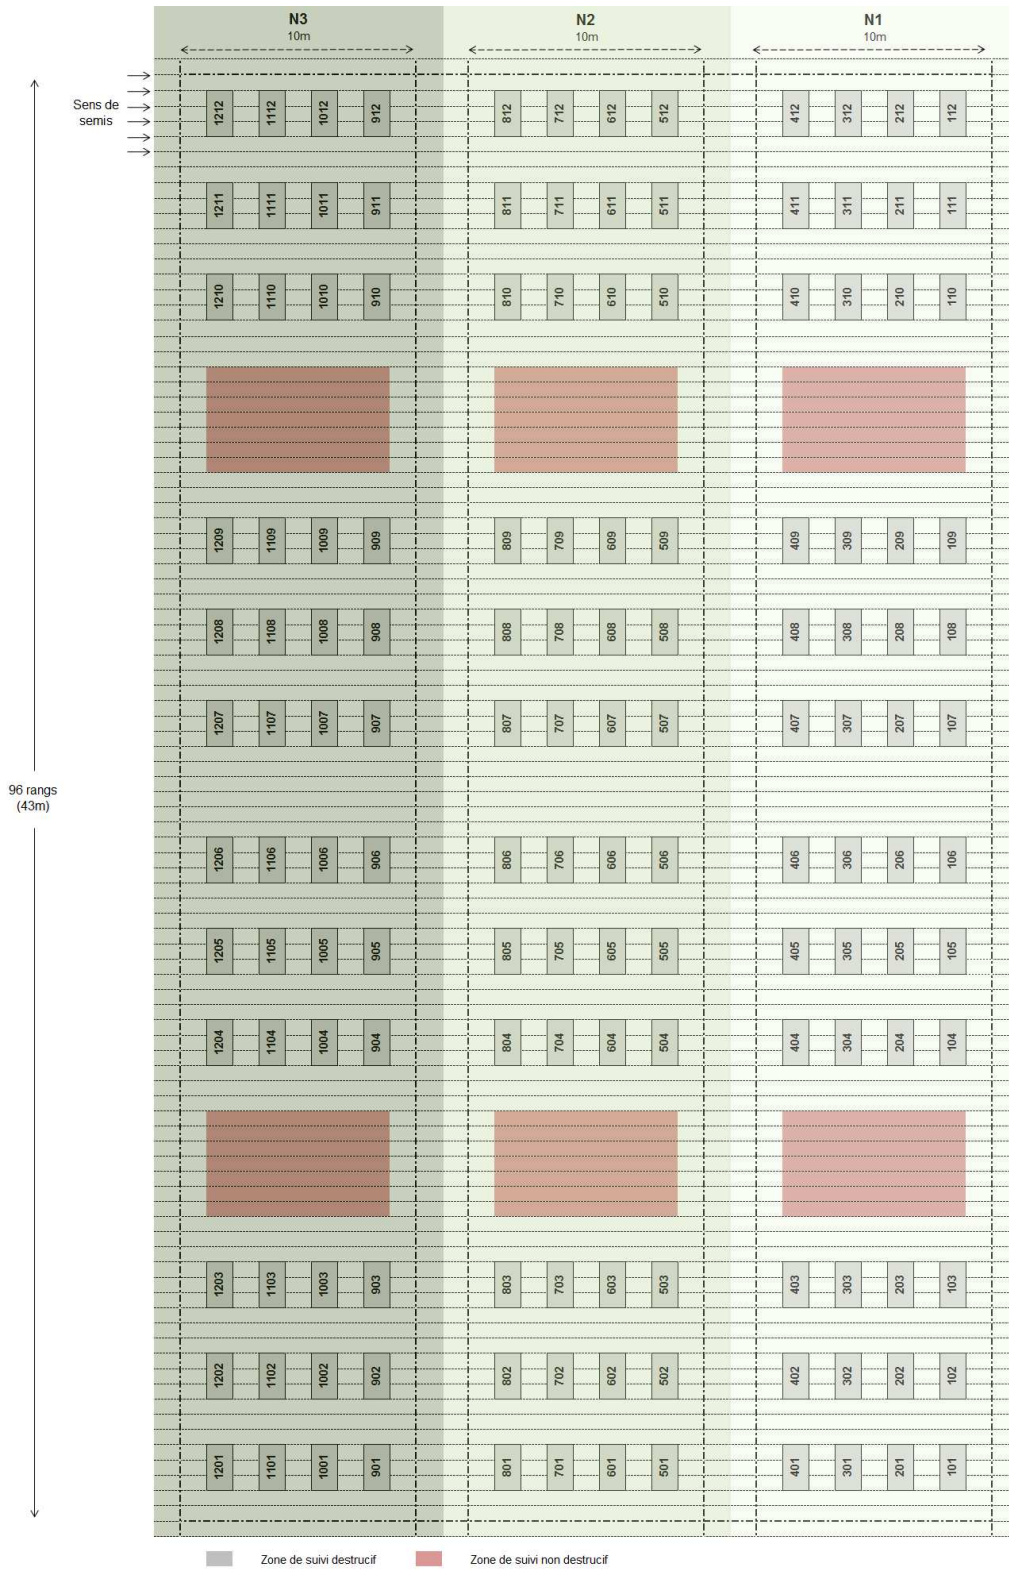 N3 N2 N1
10m 10m 10m
Sens de
semis
1212 1112 1012 912 812 712 612 512 412 312 212 112
1211 1111 1011 911 811 711 611 511 411 311 211 111
1210 1110 1010 910 810 710 610 510 410 310 210 110
1209 1109 1009 909 809 709 609 509 409 309 209 109
1208 1108 1008 908 808 708 608 508 408 308 208 108
1207 1107 1007 907 807 707 607 507 407 307 207 107
96 rangs
(43m)
1206 1106 1006 906 806 706 606 506 406 306 206 106
1205 1105 1005 905 805 705 605 505 405 305 205 105
1204 1104 1004 904 804 704 604 504 404 304 204 104
1203 1103 1003 903 803 703 603 503 403 303 203 103
1202 1102 1002 902 802 702 602 502 402 302 202 102
1201 1101 1001 901 801 701 601 501 401 301 201 101
Zone de suivi destrucif Zone de suivi non destrucif